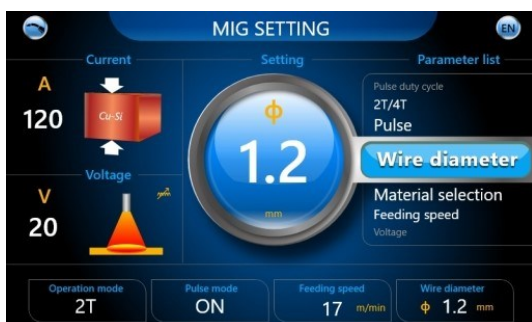 MIG SETTING
EN
Current
A
120
Cu-Si
Voltage
V
20
Setting
ϕ
1.2
mm
Parameter list
Pulse duty cycle
2T/4T
Pulse
Wire diameter
Material selection
Feeding speed
Voltage
Operation mode
2T
Pulse mode
ON
Feeding speed
17 m/min
Wire diameter
ϕ 1.2 mm